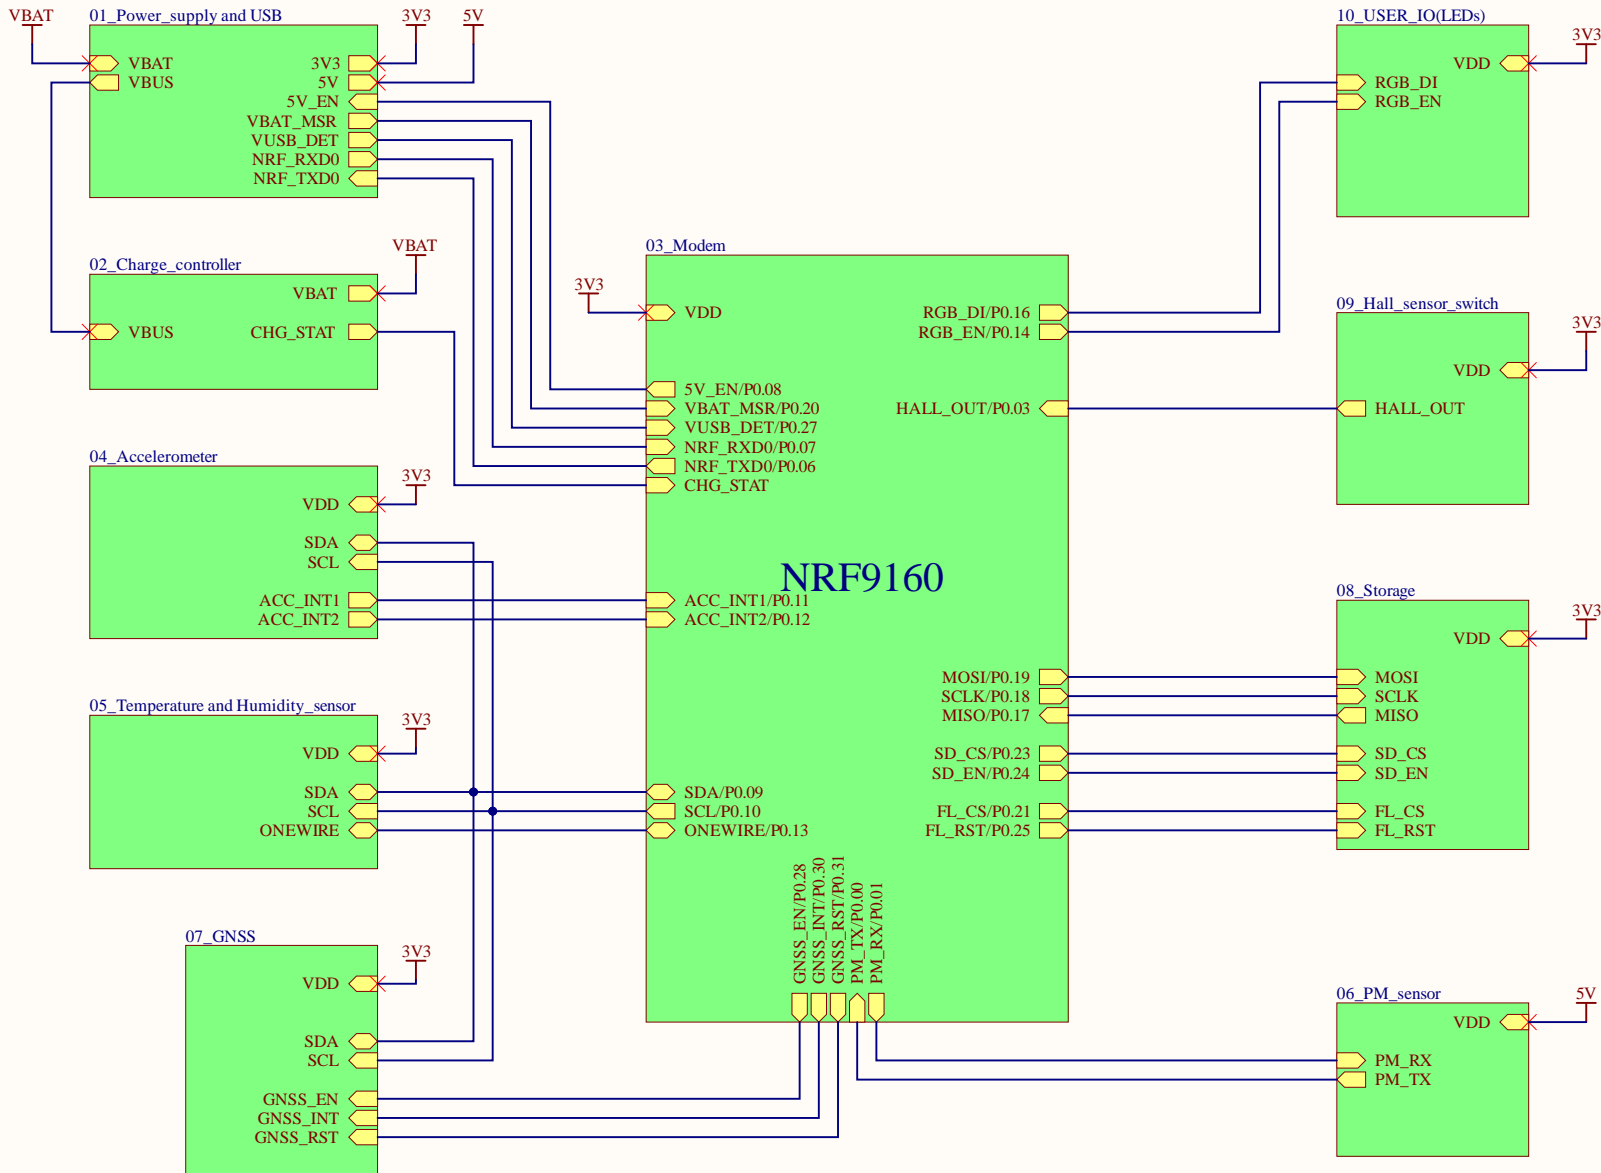 VBAT
01_Power_supply and USB
3V3
5V
VBAT
VBUS
3V3
5V
5V_EN
VBAT_MSR
VUSB_DET
NRF_RXD0
NRF_TXD0
02_Charge_controller
VBAT
VBAT
VBUS
CHG_STAT
04_Accelerometer
3V3
VDD
SDA
SCL
ACC_INT1
ACC_INT2
05_Temperature and Humidity_sensor
3V3
VDD
SDA
SCL
ONEWIRE
07_GNSS
3V3
VDD
SDA
SCL
GNSS_EN
GNSS_INT
GNSS_RST
03_Modem
3V3
VDD
5V_EN/P0.08
VBAT_MSR/P0.20
VUSB_DET/P0.27
NRF_RXD0/P0.07
NRF_TXD0/P0.06
CHG_STAT
NRF9160
ACC_INT1/P0.11
ACC_INT2/P0.12
SDA/P0.09
SCL/P0.10
ONEWIRE/P0.13
GNSS_EN/P0.28
GNSS_INT/P0.30
GNSS_RST/P0.31
PM_TX/P0.00
PM_RX/P0.01
RGB_DI/P0.16
RGB_EN/P0.14
HALL_OUT/P0.03
MOSI/P0.19
SCLK/P0.18
MISO/P0.17
SD_CS/P0.23
SD_EN/P0.24
FL_CS/P0.21
FL_RST/P0.25
10_USER_IO(LEDs)
3V3
VDD
RGB_DI
RGB_EN
09_Hall_sensor_switch
3V3
VDD
HALL_OUT
08_Storage
3V3
VDD
MOSI
SCLK
MISO
SD_CS
SD_EN
FL_CS
FL_RST
06_PM_sensor
5V
VDD
PM_RX
PM_TX